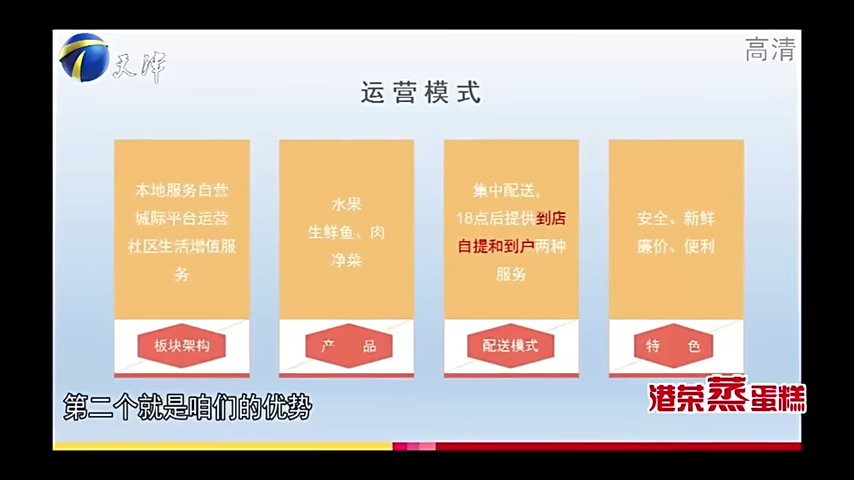 天津
高清
运营模式
本地服务自营
城际平台运营
社区生活增值服
务
板块架构
水果
生鲜鱼、肉
净菜
产 品
集中配送,
18点后提供到店
自提和到户两种
服务
配送模式
安全、新鲜
廉价、便利
特 色
第二个就是咱们的优势
港荣蒸蛋糕